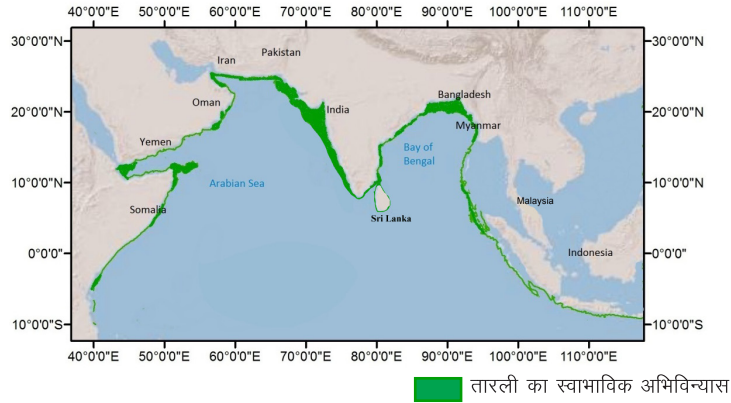 40°0'0"E 50°0'0"E 60°0'0"E 70°0'0"E 80°0'0"E 90°0'0"E 100°0'0"E 110°0'0"E
30°0'0"N 30°0'0"N
20°0'0"N 20°0'0"N
10°0'0"N 10°0'0"N
0°0'0" 0°0'0"
10°0'0"S 10°0'0"S
Pakistan
Iran
Bangladesh
Oman
India
Myanmar
Yemen
Bay of
Bengal
Arabian Sea
Malaysia
Somalia
Sri Lanka
Indonesia
40°0'0"E 50°0'0"E 60°0'0"E 70°0'0"E 80°0'0"E 90°0'0"E 100°0'0"E 110°0'0"E
तारली का स्वाभाविक अभिविन्यास